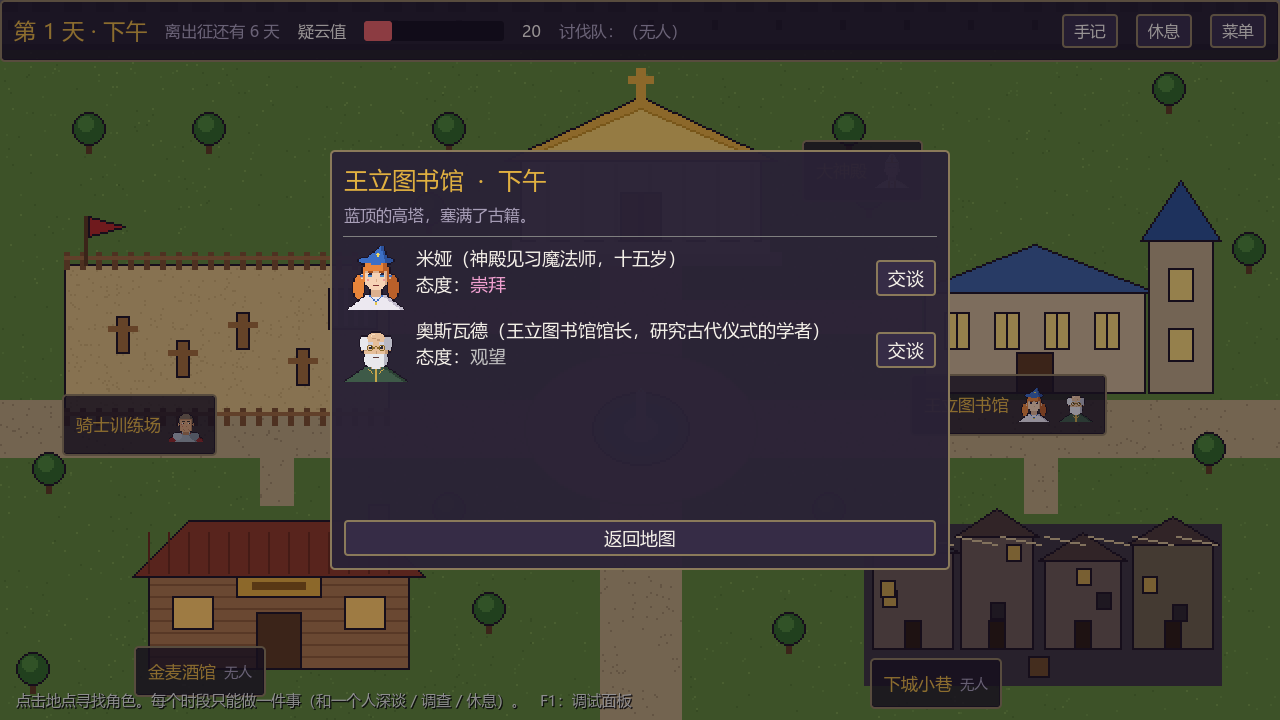 第 1 天 · 下午 离出征还有 6 天 疑云值 20 讨伐队：（无人） 手记 休息 菜单
王立图书馆 · 下午
蓝顶的高塔，塞满了古籍。
米娅（神殿见习魔法师，十五岁）
态度：崇拜
交谈
奥斯瓦德（王立图书馆馆长，研究古代仪式的学者）
态度：观望
交谈
返回地图
骑士训练场
立图书馆
金麦酒馆 无人
下城小巷 无人
点击地点寻找角色。每个时段只能做一件事（和一个人深谈 / 调查 / 休息）。 F1：调试面板